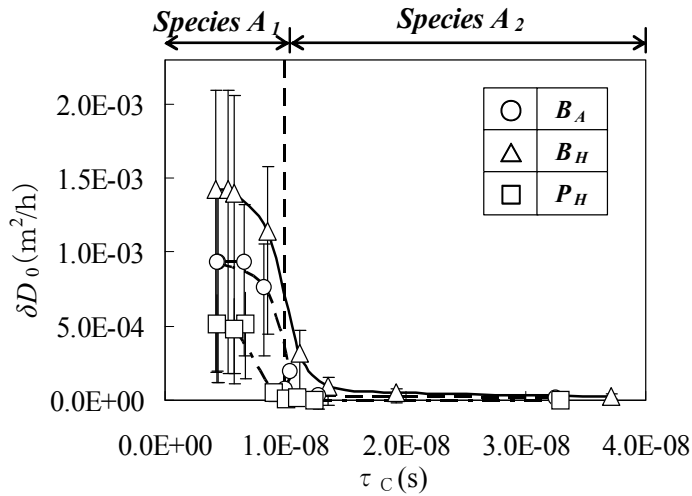 Species A1 Species A2
2.0E-03
1.5E-03
1.0E-03
5.0E-04
0.0E+00
δD0 (m2/h)
BA
BH
PH
0.0E+00 1.0E-08 2.0E-08 3.0E-08 4.0E-08
τC (s)